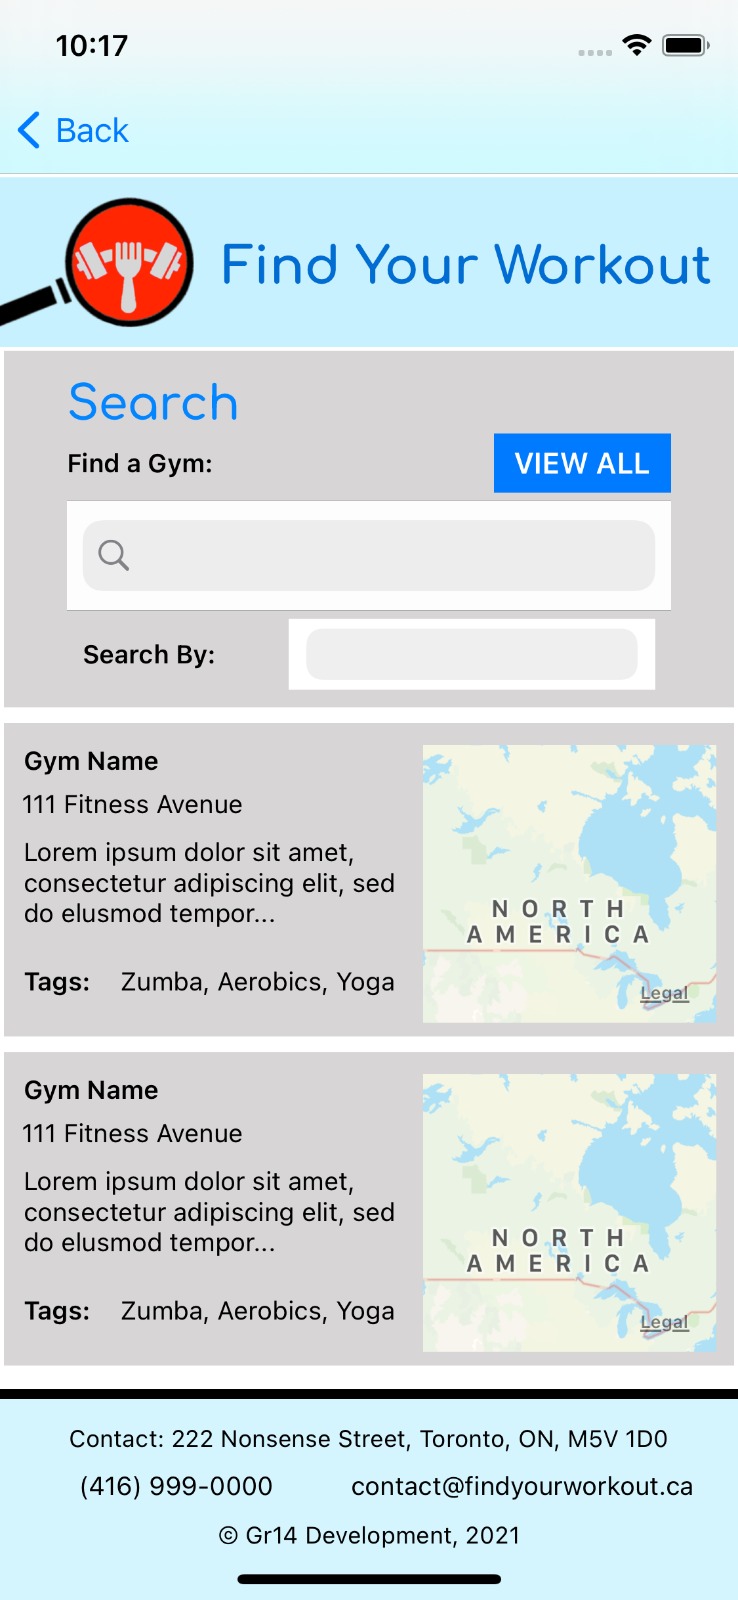 10:17
Back
Find Your Workout
Search
Find a Gym:
VIEW ALL
Search By:
Gym Name
111 Fitness Avenue
Lorem ipsum dolor sit amet,
consectetur adipiscing elit, sed
do elusmod tempor...
Tags: Zumba, Aerobics, Yoga
NORTH
AMERICA
Legal
Gym Name
111 Fitness Avenue
Lorem ipsum dolor sit amet,
consectetur adipiscing elit, sed
do elusmod tempor...
Tags: Zumba, Aerobics, Yoga
NORTH
AMERICA
Legal
Contact: 222 Nonsense Street, Toronto, ON, M5V 1D0
(416) 999-0000 contact@findyourworkout.ca
© Gr14 Development, 2021